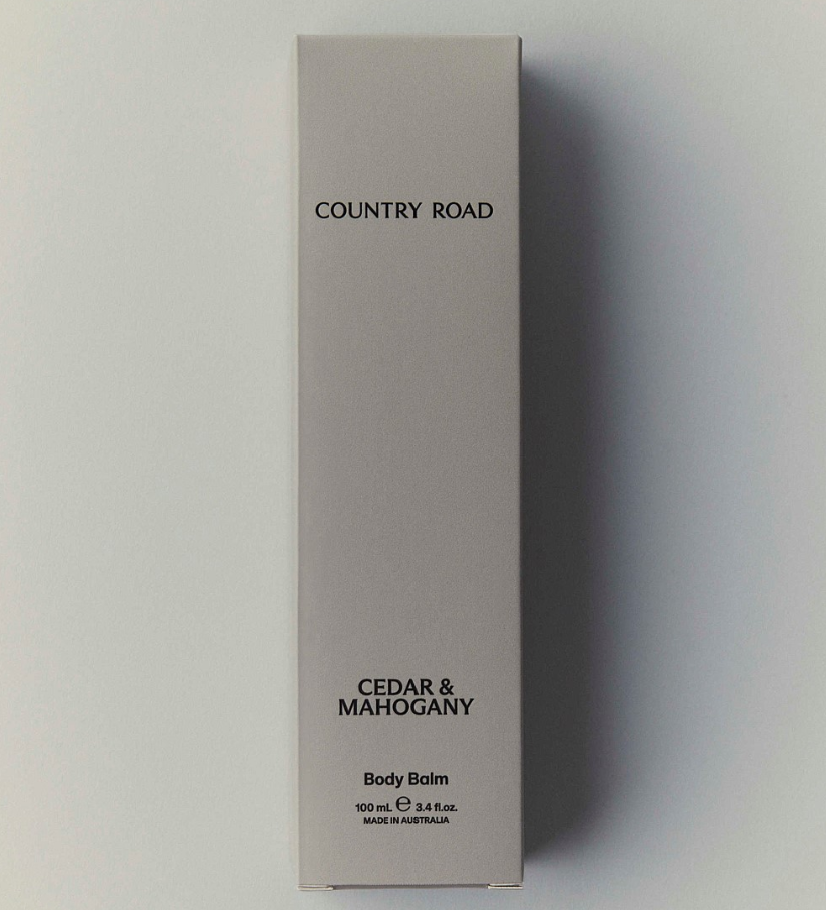 COUNTRY ROAD
CEDAR &
MAHOGANY
Body Balm
100 mL ℮ 3.4 fl.oz.
MADE IN AUSTRALIA